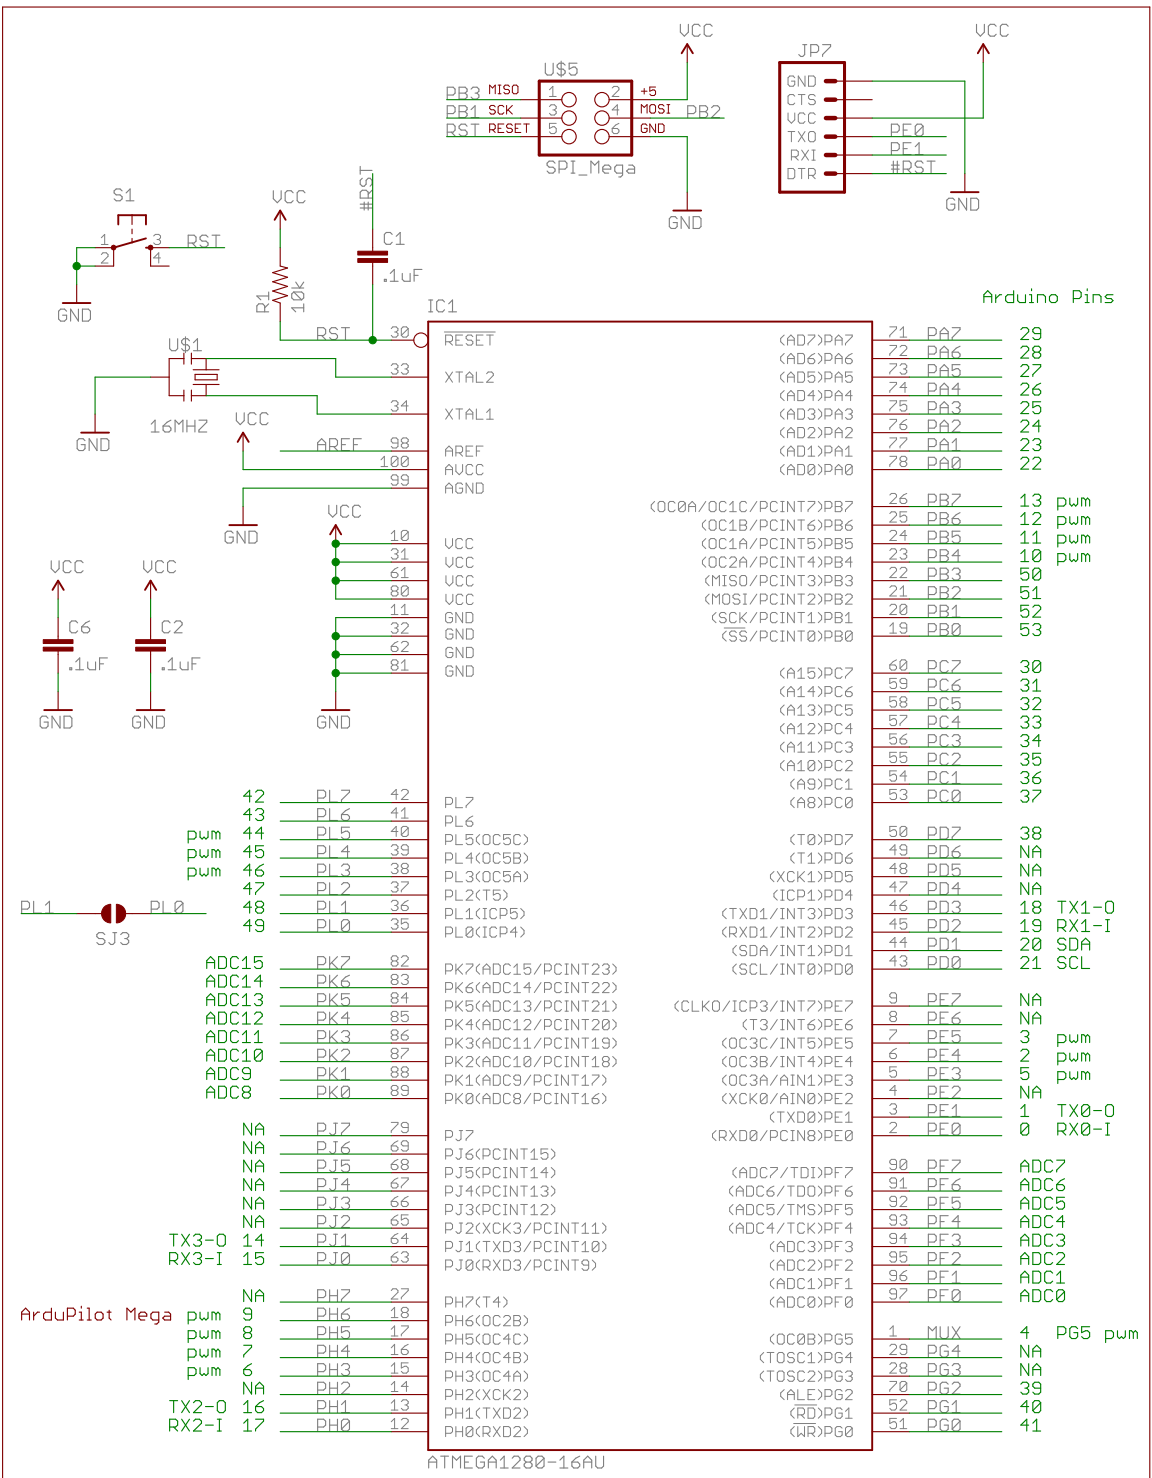 VCC
VCC
U$5
JP7
PB3 MISO 1 2 +5
PB1 SCK 3 4 MOSI PB2
RST RESET 5 6 GND
SPI_Mega
GND
GND
CTS
VCC
TXO PE0
RXI PE1
DTR #RST
GND
S1
1 3 RST
2 4
GND
VCC
R1
10k
#RST
C1
.1uF
IC1
Arduino Pins
RST 30 RESET
U$1
33 XTAL2
34 XTAL1
16MHZ
GND
VCC
AREF 98 AREF
100 AVCC
99 AGND
GND
VCC
10 VCC
31 VCC
61 VCC
80 VCC
11 GND
32 GND
62 GND
81 GND
GND
VCC
C6
.1uF
GND
VCC
C2
.1uF
GND
(AD7)PA7 71 PA7 29
(AD6)PA6 72 PA6 28
(AD5)PA5 73 PA5 27
(AD4)PA4 74 PA4 26
(AD3)PA3 75 PA3 25
(AD2)PA2 76 PA2 24
(AD1)PA1 77 PA1 23
(AD0)PA0 78 PA0 22
(OC0A/OC1C/PCINT7)PB7 26 PB7 13 pwm
(OC1B/PCINT6)PB6 25 PB6 12 pwm
(OC1A/PCINT5)PB5 24 PB5 11 pwm
(OC2A/PCINT4)PB4 23 PB4 10 pwm
(MISO/PCINT3)PB3 22 PB3 50
(MOSI/PCINT2)PB2 21 PB2 51
(SCK/PCINT1)PB1 20 PB1 52
(SS/PCINT0)PB0 19 PB0 53
(A15)PC7 60 PC7 30
(A14)PC6 59 PC6 31
(A13)PC5 58 PC5 32
(A12)PC4 57 PC4 33
(A11)PC3 56 PC3 34
(A10)PC2 55 PC2 35
(A9)PC1 54 PC1 36
(A8)PC0 53 PC0 37
(T0)PD7 50 PD7 38
(T1)PD6 49 PD6 NA
(XCK1)PD5 48 PD5 NA
(ICP1)PD4 47 PD4 NA
(TXD1/INT3)PD3 46 PD3 18 TX1-O
(RXD1/INT2)PD2 45 PD2 19 RX1-I
(SDA/INT1)PD1 44 PD1 20 SDA
(SCL/INT0)PD0 43 PD0 21 SCL
(CLKO/ICP3/INT7)PE7 9 PE7 NA
(T3/INT6)PE6 8 PE6 NA
(OC3C/INT5)PE5 7 PE5 3 pwm
(OC3B/INT4)PE4 6 PE4 2 pwm
(OC3A/AIN1)PE3 5 PE3 5 pwm
(XCK0/AIN0)PE2 4 PE2 NA
(TXD0)PE1 3 PE1 1 TX0-O
(RXD0/PCIN8)PE0 2 PE0 0 RX0-I
(ADC7/TDI)PF7 90 PF7 ADC7
(ADC6/TDO)PF6 91 PF6 ADC6
(ADC5/TMS)PF5 92 PF5 ADC5
(ADC4/TCK)PF4 93 PF4 ADC4
(ADC3)PF3 94 PF3 ADC3
(ADC2)PF2 95 PF2 ADC2
(ADC1)PF1 96 PF1 ADC1
(ADC0)PF0 97 PF0 ADC0
(OC0B)PG5 1 MUX 4 PG5 pwm
(TOSC1)PG4 29 PG4 NA
(TOSC2)PG3 28 PG3 NA
(ALE)PG2 70 PG2 39
(RD)PG1 52 PG1 40
(WR)PG0 51 PG0 41
42 PL7 42 PL7
43 PL6 41 PL6
pwm 44 PL5 40 PL5(OC5C)
pwm 45 PL4 39 PL4(OC5B)
pwm 46 PL3 38 PL3(OC5A)
47 PL2 37 PL2(T5)
48 PL1 36 PL1(ICP5)
49 PL0 35 PL0(ICP4)
PL1 PL0
SJ3
ADC15 PK7 82 PK7(ADC15/PCINT23)
ADC14 PK6 83 PK6(ADC14/PCINT22)
ADC13 PK5 84 PK5(ADC13/PCINT21)
ADC12 PK4 85 PK4(ADC12/PCINT20)
ADC11 PK3 86 PK3(ADC11/PCINT19)
ADC10 PK2 87 PK2(ADC10/PCINT18)
ADC9 PK1 88 PK1(ADC9/PCINT17)
ADC8 PK0 89 PK0(ADC8/PCINT16)
NA PJ7 79 PJ7
NA PJ6 69 PJ6(PCINT15)
NA PJ5 68 PJ5(PCINT14)
NA PJ4 67 PJ4(PCINT13)
NA PJ3 66 PJ3(PCINT12)
NA PJ2 65 PJ2(XCK3/PCINT11)
TX3-O 14 PJ1 64 PJ1(TXD3/PCINT10)
RX3-I 15 PJ0 63 PJ0(RXD3/PCINT9)
NA PH7 27 PH7(T4)
ArduPilot Mega pwm 9 PH6 18 PH6(OC2B)
pwm 8 PH5 17 PH5(OC4C)
pwm 7 PH4 16 PH4(OC4B)
pwm 6 PH3 15 PH3(OC4A)
NA PH2 14 PH2(XCK2)
TX2-O 16 PH1 13 PH1(TXD2)
RX2-I 17 PH0 12 PH0(RXD2)
ATMEGA1280-16AU